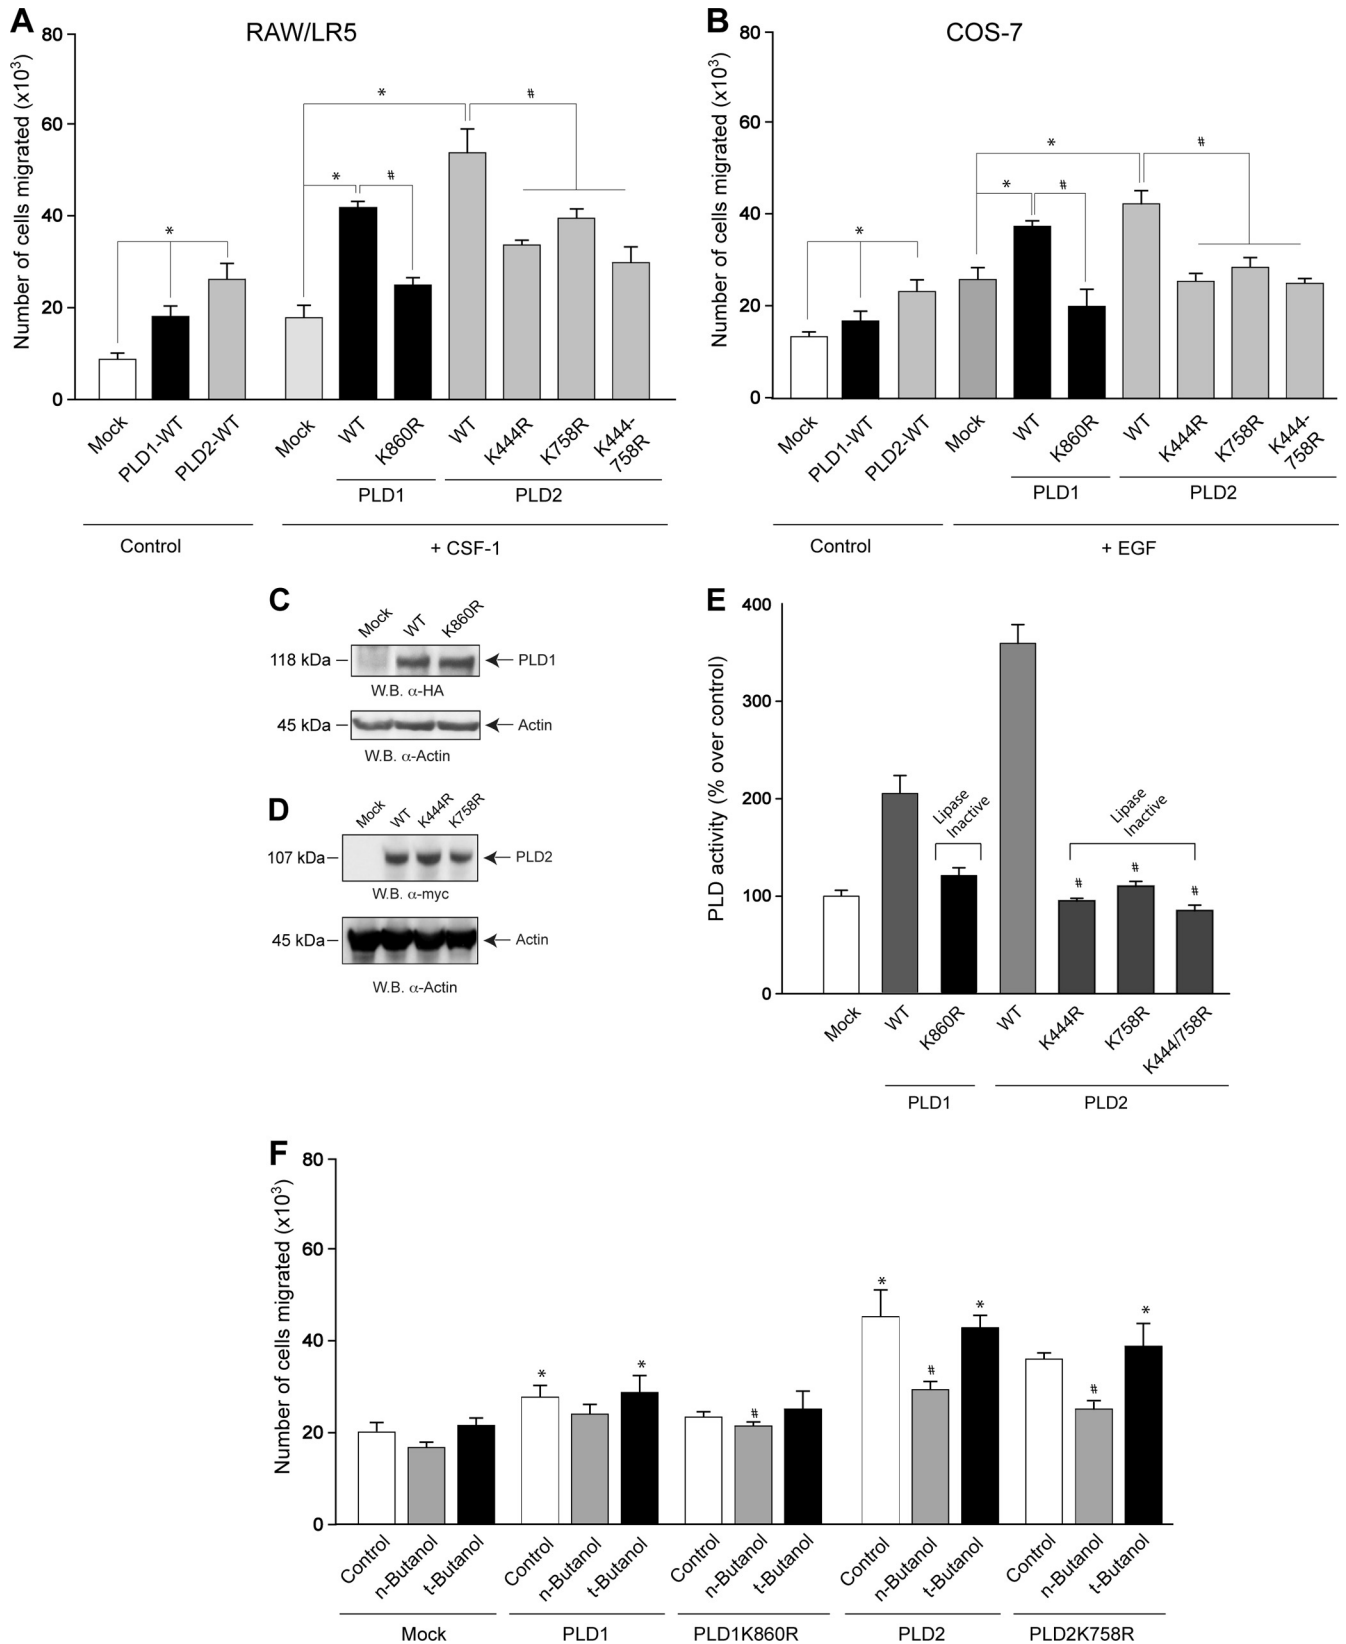 A
RAW/LR5
Number of cells migrated (x10³)
80
60
40
20
0
*
*
#
*
#
Mock
PLD1-WT
PLD2-WT
Mock
WT
K860R
WT
K444R
K758R
K444-
758R
PLD1
PLD2
Control
+ CSF-1
B
COS-7
Number of cells migrated (x10³)
80
60
40
20
0
*
*
#
*
#
Mock
PLD1-WT
PLD2-WT
Mock
WT
K860R
WT
K444R
K758R
K444-
758R
PLD1
PLD2
Control
+ EGF
C
Mock
WT
K860R
118 kDa
PLD1
W.B. α-HA
45 kDa
Actin
W.B. α-Actin
D
Mock
WT
K444R
K758R
107 kDa
PLD2
W.B. α-myc
45 kDa
Actin
W.B. α-Actin
E
PLD activity (% over control)
400
300
200
100
0
Lipase
Inactive
Lipase
Inactive
#
#
#
Mock
WT
K860R
WT
K444R
K758R
K444/758R
PLD1
PLD2
F
Number of cells migrated (x10³)
80
60
40
20
0
*
*
#
*
#
*
#
*
Control
n-Butanol
t-Butanol
Control
n-Butanol
t-Butanol
Control
n-Butanol
t-Butanol
Control
n-Butanol
t-Butanol
Control
n-Butanol
t-Butanol
Mock
PLD1
PLD1K860R
PLD2
PLD2K758R